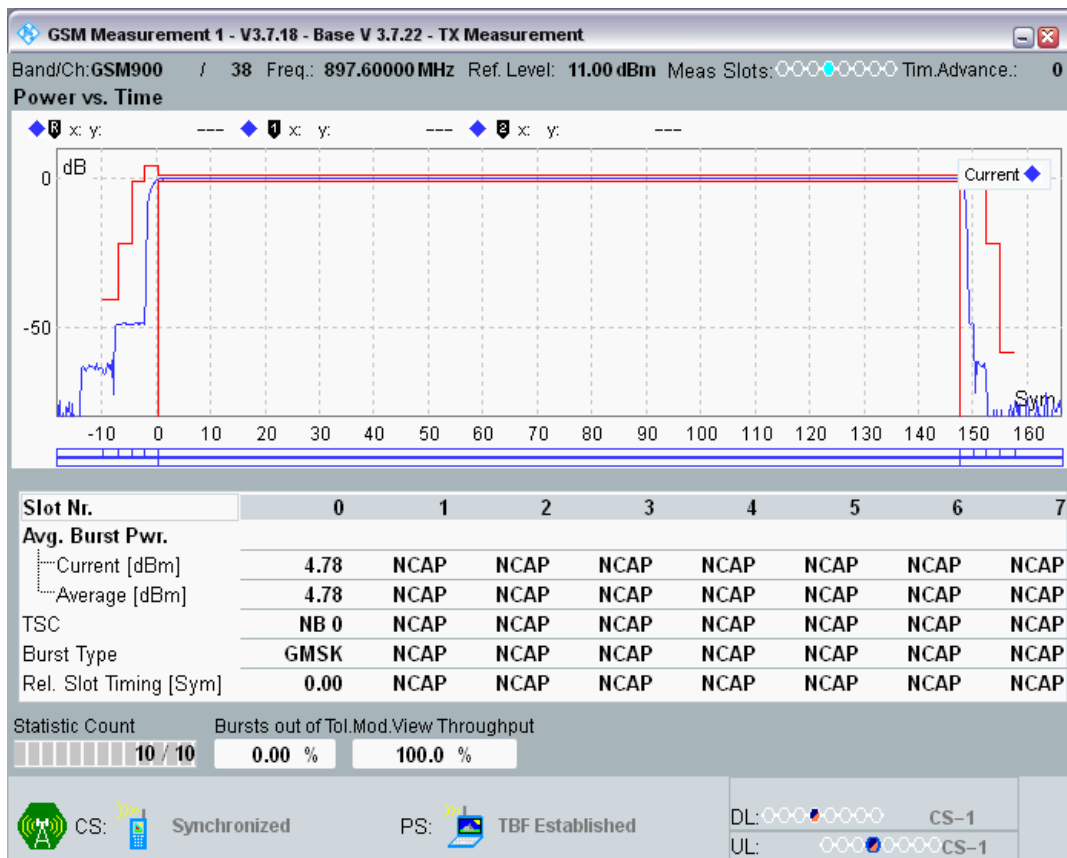 GSM Measurement 1 - V3.7.18 - Base V 3.7.22 - TX Measurement
Band/Ch:GSM900 / 38 Freq.: 897.60000 MHz Ref. Level: 11.00 dBm Meas Slots: Tim.Advance.: 0
Power vs. Time
R x: y: --- 1 x: y: --- 2 x: y: ---
dB
Current
0
-50
Sym
-10 0 10 20 30 40 50 60 70 80 90 100 110 120 130 140 150 160
Slot Nr. 0 1 2 3 4 5 6 7
Avg. Burst Pwr.
Current [dBm] 4.78 NCAP NCAP NCAP NCAP NCAP NCAP NCAP
Average [dBm] 4.78 NCAP NCAP NCAP NCAP NCAP NCAP NCAP
TSC NB 0 NCAP NCAP NCAP NCAP NCAP NCAP NCAP
Burst Type GMSK NCAP NCAP NCAP NCAP NCAP NCAP NCAP
Rel. Slot Timing [Sym] 0.00 NCAP NCAP NCAP NCAP NCAP NCAP NCAP
Statistic Count Bursts out of Tol. Mod.View Throughput
10 / 10 0.00 % 100.0 %
CS: Synchronized PS: TBF Established
DL: CS-1
UL: CS-1